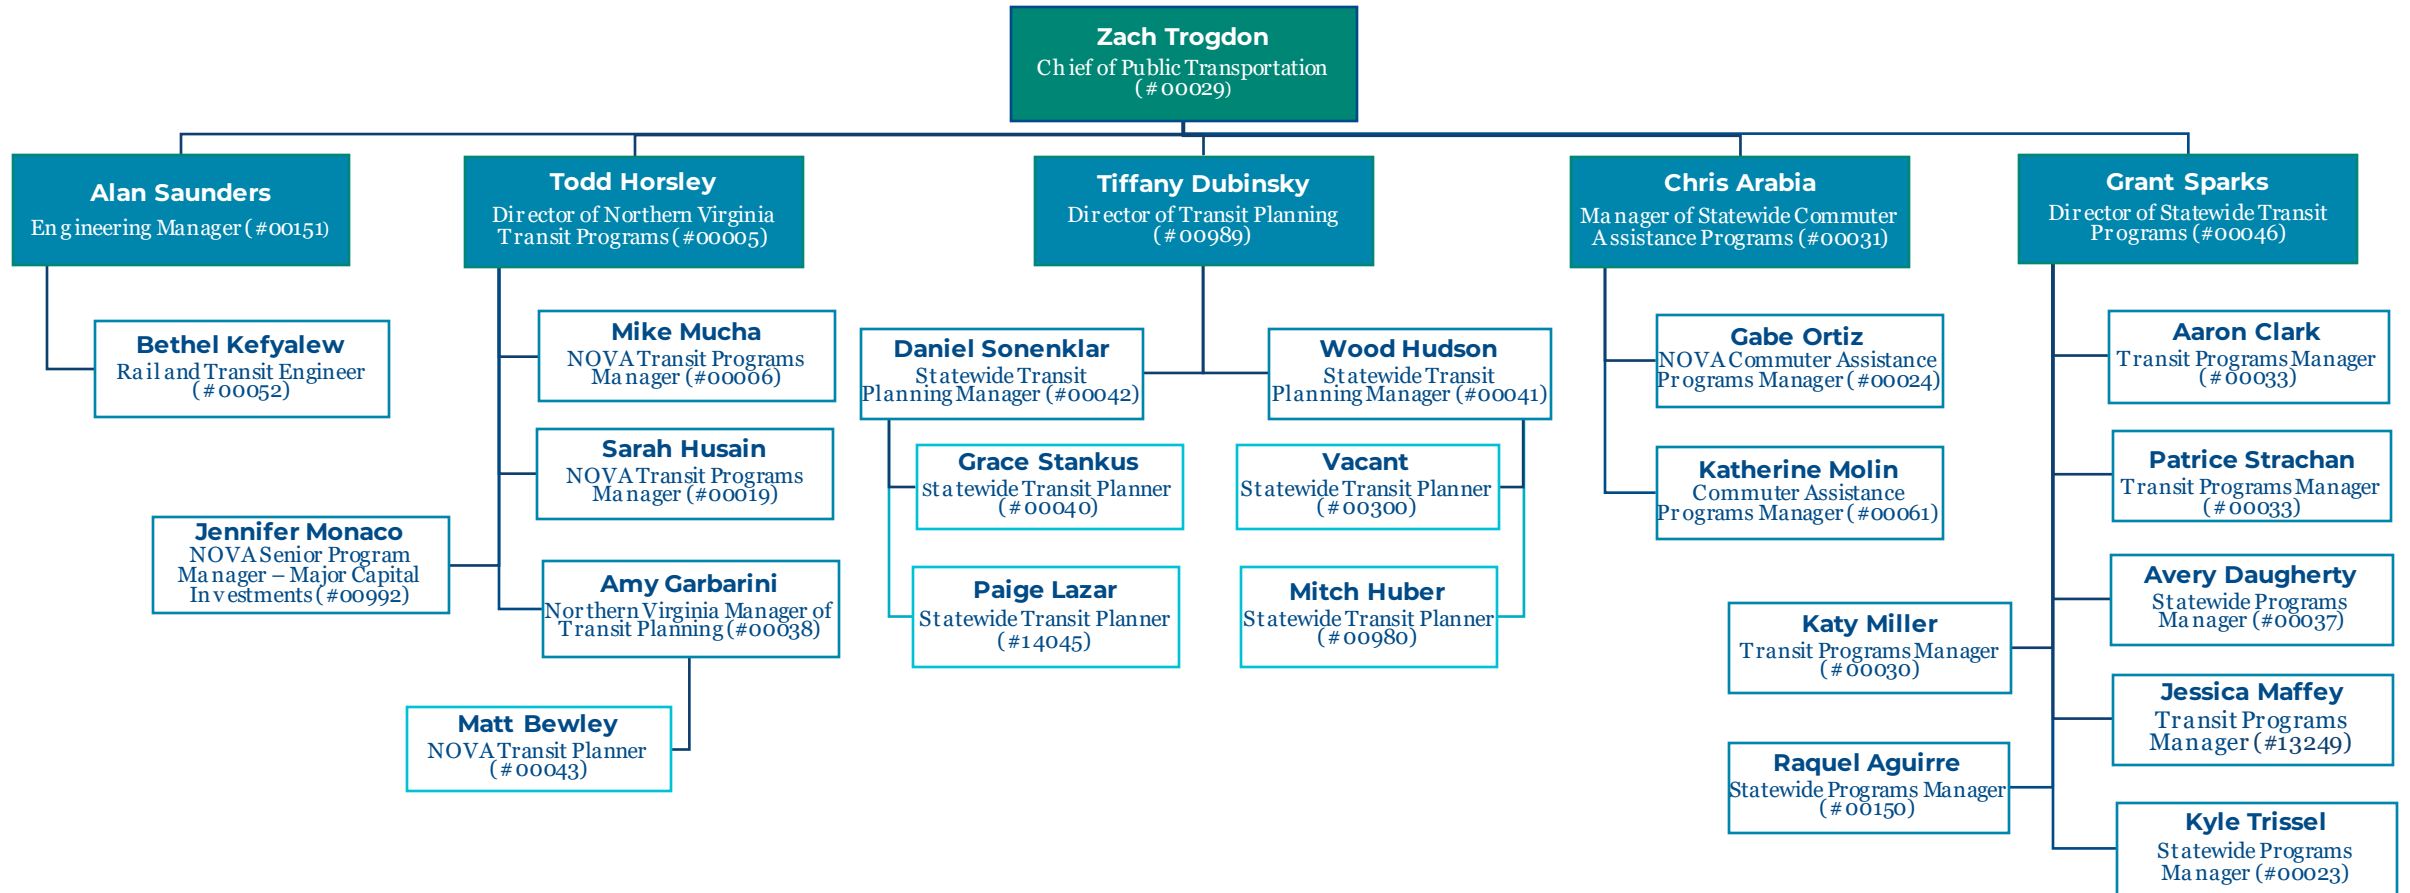 Zach Trogdon
Chief of Public Transportation
(#00029)
Alan Saunders
Engineering Manager (#00151)
Todd Horsley
Director of Northern Virginia
Transit Programs (#00005)
Tiffany Dubinsky
Director of Transit Planning
(#00989)
Chris Arabia
Manager of Statewide Commuter
Assistance Programs (#00031)
Grant Sparks
Director of Statewide Transit
Programs (#00046)
Bethel Kefyalew
Rail and Transit Engineer
(#00052)
Mike Mucha
NOVA Transit Programs
Manager (#00006)
Sarah Husain
NOVA Transit Programs
Manager (#00019)
Jennifer Monaco
NOVA Senior Program
Manager – Major Capital
Investments (#00992)
Amy Garbarini
Northern Virginia Manager of
Transit Planning (#00038)
Matt Bewley
NOVA Transit Planner
(#00043)
Daniel Sonenklar
Statewide Transit
Planning Manager (#00042)
Grace Stankus
statewide Transit Planner
(#00040)
Paige Lazar
Statewide Transit Planner
(#14045)
Wood Hudson
Statewide Transit
Planning Manager (#00041)
Vacant
Statewide Transit Planner
(#00300)
Mitch Huber
Statewide Transit Planner
(#00980)
Gabe Ortiz
NOVA Commuter Assistance
Programs Manager (#00024)
Katherine Molin
Commuter Assistance
Programs Manager (#00061)
Aaron Clark
Transit Programs Manager
(#00033)
Patrice Strachan
Transit Programs Manager
(#00033)
Avery Daugherty
Statewide Programs
Manager (#00037)
Katy Miller
Transit Programs Manager
(#00030)
Jessica Maffey
Transit Programs
Manager (#13249)
Raquel Aguirre
Statewide Programs Manager
(#00150)
Kyle Trissel
Statewide Programs
Manager (#00023)